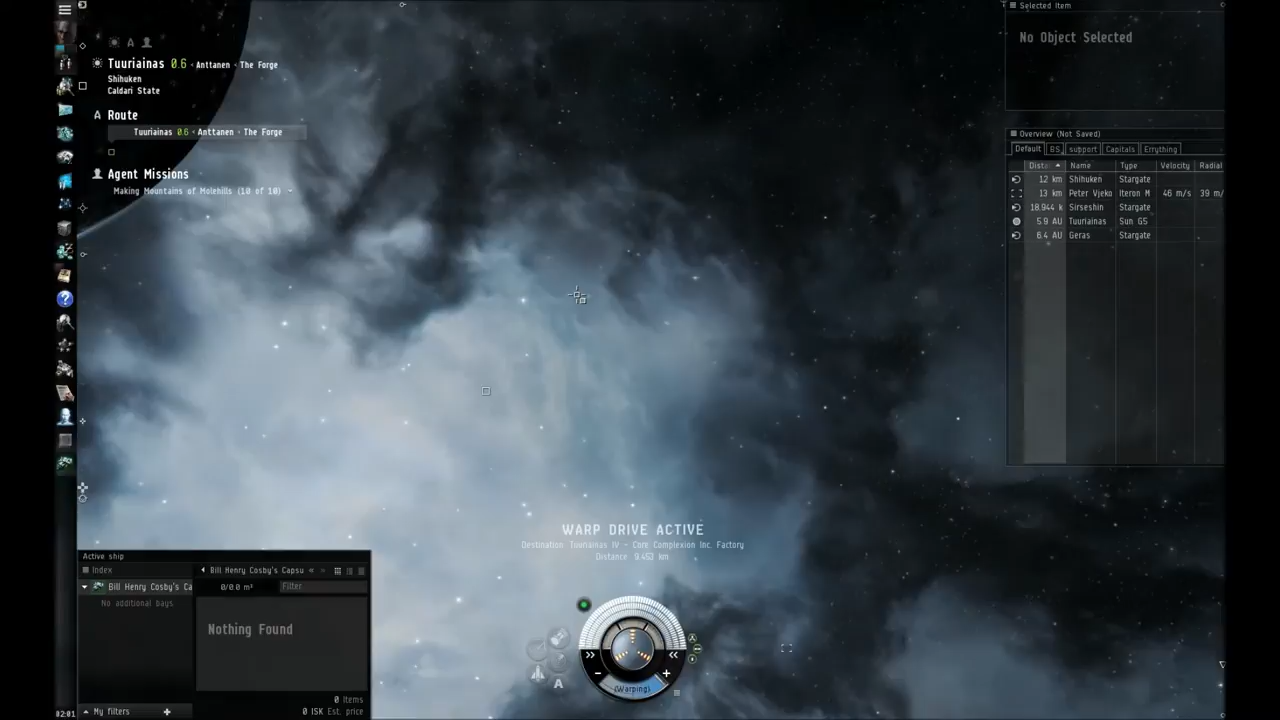 Tuuriainas 0.6 < Anttanen < The Forge
Shihuken
Caldari State
Route
Tuuriainas 0.6 < Anttanen < The Forge
Agent Missions
Making Mountains of Molehills (10 of 10)
Selected Item
No Object Selected
Overview (Not Saved)
Default BS support Capitals Errything
Dista Name Type Velocity Radial
12 km Shihuken Stargate
13 km Peter Vjeko Iteron M 46 m/s 39 m/
18.944 k Sirseshin Stargate
5.9 AU Tuuriainas Sun G5
6.4 AU Geras Stargate
WARP DRIVE ACTIVE
Destination Tuuriainas IV - Core Complexion Inc. Factory
Distance 9.453 km
(Warping)
Active ship
Index
Bill Henry Cosby's Capsu
Bill Henry Cosby's Ca
0/0.0 m³
Filter
No additional bays
Nothing Found
0 Items
0 ISK Est. price
My filters
02:01